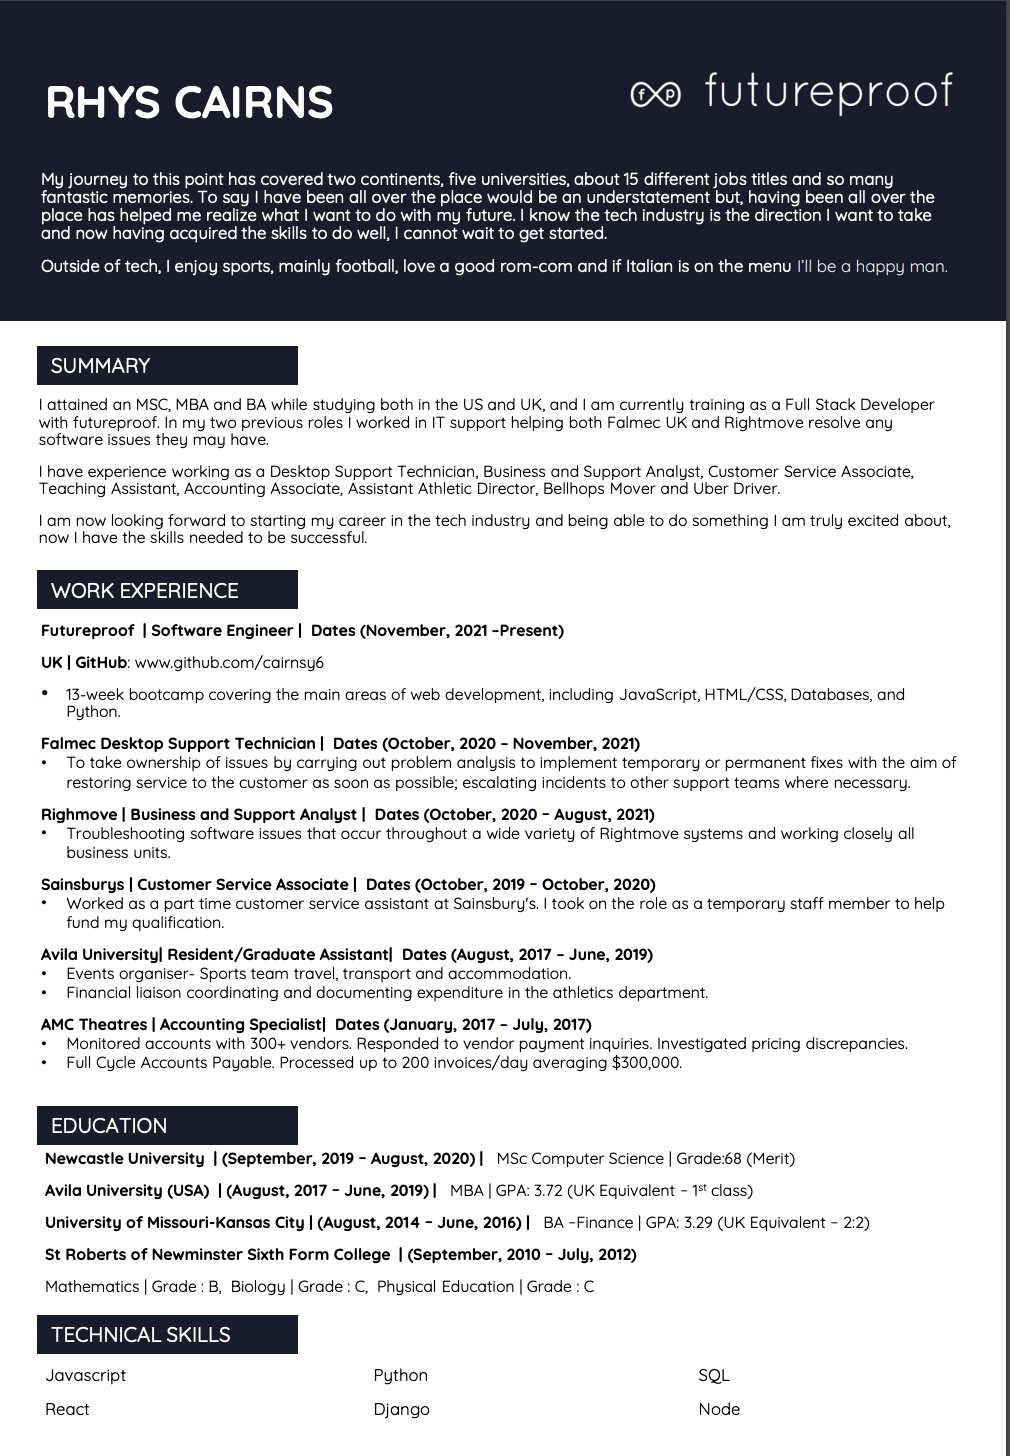 RHYS CAIRNS
fp futureproof
My journey to this point has covered two continents, five universities, about 15 different jobs titles and so many
fantastic memories. To say I have been all over the place would be an understatement but, having been all over the
place has helped me realize what I want to do with my future. I know the tech industry is the direction I want to take
and now having acquired the skills to do well, I cannot wait to get started.
Outside of tech, I enjoy sports, mainly football, love a good rom-com and if Italian is on the menu I'll be a happy man.
SUMMARY
I attained an MSC, MBA and BA while studying both in the US and UK, and I am currently training as a Full Stack Developer
with futureproof. In my two previous roles I worked in IT support helping both Falmec UK and Rightmove resolve any
software issues they may have.
I have experience working as a Desktop Support Technician, Business and Support Analyst, Customer Service Associate,
Teaching Assistant, Accounting Associate, Assistant Athletic Director, Bellhops Mover and Uber Driver.
I am now looking forward to starting my career in the tech industry and being able to do something I am truly excited about,
now I have the skills needed to be successful.
WORK EXPERIENCE
Futureproof | Software Engineer | Dates (November, 2021 –Present)
UK | GitHub: www.github.com/cairnsy6
• 13-week bootcamp covering the main areas of web development, including JavaScript, HTML/CSS, Databases, and
Python.
Falmec Desktop Support Technician | Dates (October, 2020 – November, 2021)
• To take ownership of issues by carrying out problem analysis to implement temporary or permanent fixes with the aim of
restoring service to the customer as soon as possible; escalating incidents to other support teams where necessary.
Righmove | Business and Support Analyst | Dates (October, 2020 – August, 2021)
• Troubleshooting software issues that occur throughout a wide variety of Rightmove systems and working closely all
business units.
Sainsburys | Customer Service Associate | Dates (October, 2019 – October, 2020)
• Worked as a part time customer service assistant at Sainsbury's. I took on the role as a temporary staff member to help
fund my qualification.
Avila University| Resident/Graduate Assistant| Dates (August, 2017 – June, 2019)
• Events organiser- Sports team travel, transport and accommodation.
• Financial liaison coordinating and documenting expenditure in the athletics department.
AMC Theatres | Accounting Specialist| Dates (January, 2017 – July, 2017)
• Monitored accounts with 300+ vendors. Responded to vendor payment inquiries. Investigated pricing discrepancies.
• Full Cycle Accounts Payable. Processed up to 200 invoices/day averaging $300,000.
EDUCATION
Newcastle University | (September, 2019 – August, 2020) | MSc Computer Science | Grade:68 (Merit)
Avila University (USA) | (August, 2017 – June, 2019) | MBA | GPA: 3.72 (UK Equivalent – 1st class)
University of Missouri-Kansas City | (August, 2014 – June, 2016) | BA –Finance | GPA: 3.29 (UK Equivalent – 2:2)
St Roberts of Newminster Sixth Form College | (September, 2010 – July, 2012)
Mathematics | Grade : B, Biology | Grade : C, Physical Education | Grade : C
TECHNICAL SKILLS
Javascript Python SQL
React Django Node